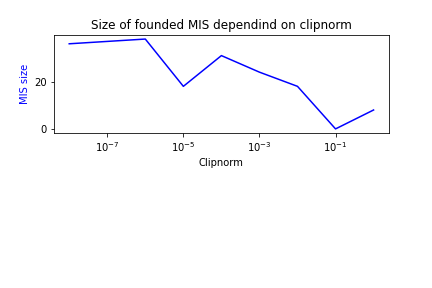 Size of founded MIS dependind on clipnorm
MIS size
20
0
10⁻⁷ 10⁻⁵ 10⁻³ 10⁻¹
Clipnorm